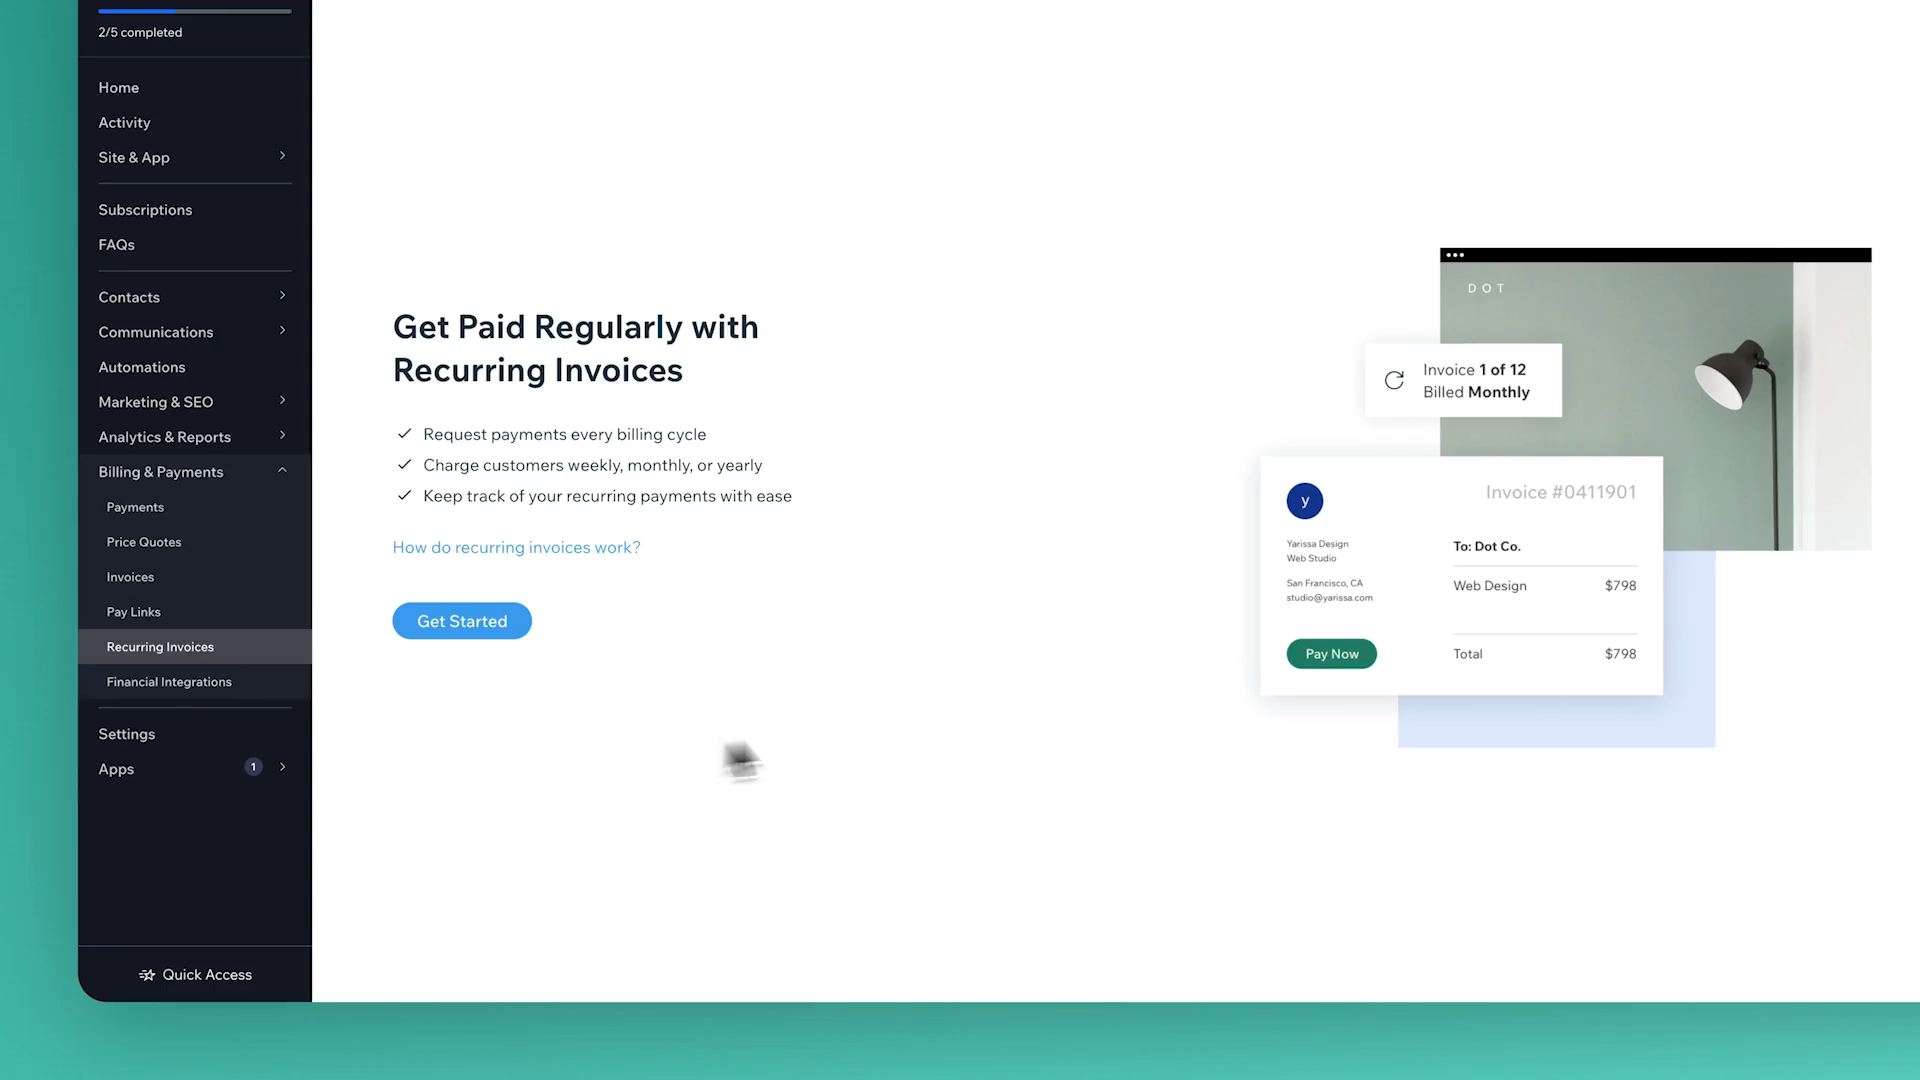 2/5 completed
Home
Activity
Site & App
Subscriptions
FAQs
Contacts
Communications
Automations
Marketing & SEO
Analytics & Reports
Billing & Payments
Payments
Price Quotes
Invoices
Pay Links
Recurring Invoices
Financial Integrations
Settings
Apps 1
Quick Access
Get Paid Regularly with
Recurring Invoices
Request payments every billing cycle
Charge customers weekly, monthly, or yearly
Keep track of your recurring payments with ease
How do recurring invoices work?
Get Started
DOT
Invoice 1 of 12
Billed Monthly
y
Invoice #0411901
Yarissa Design
Web Studio
San Francisco, CA
studio@yarissa.com
Pay Now
To: Dot Co.
Web Design $798
Total $798